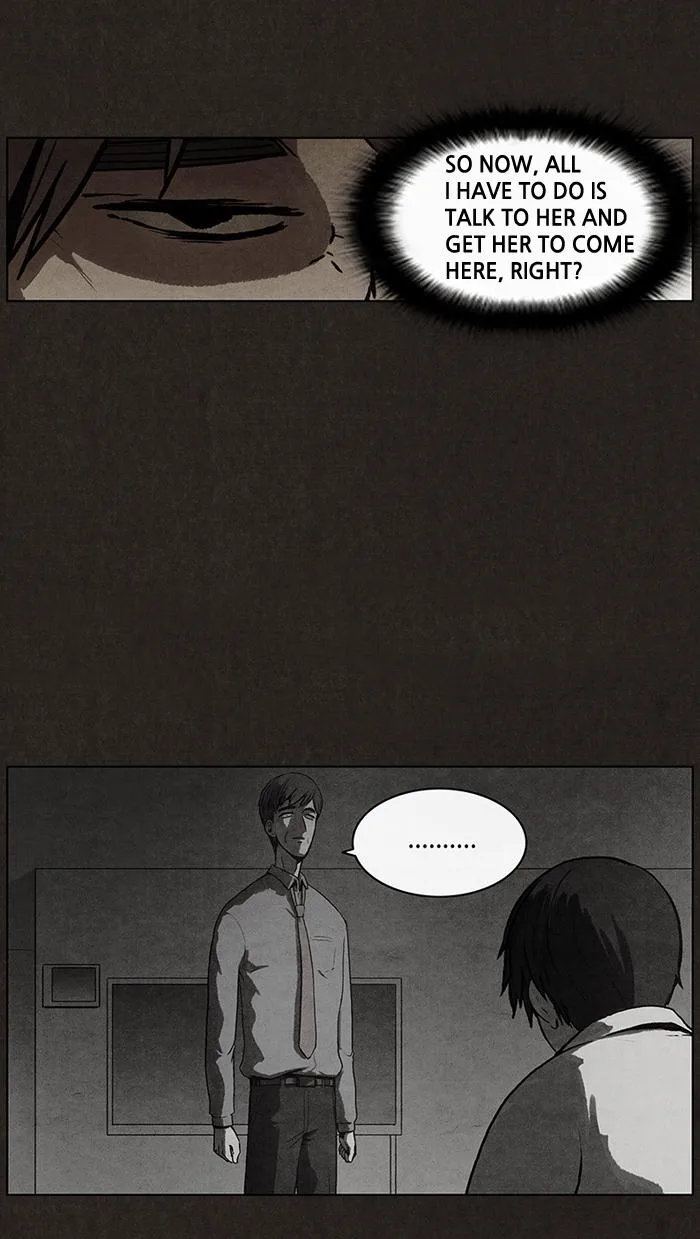 SO NOW, ALL
I HAVE TO DO IS
TALK TO HER AND
GET HER TO COME
HERE, RIGHT?
..........